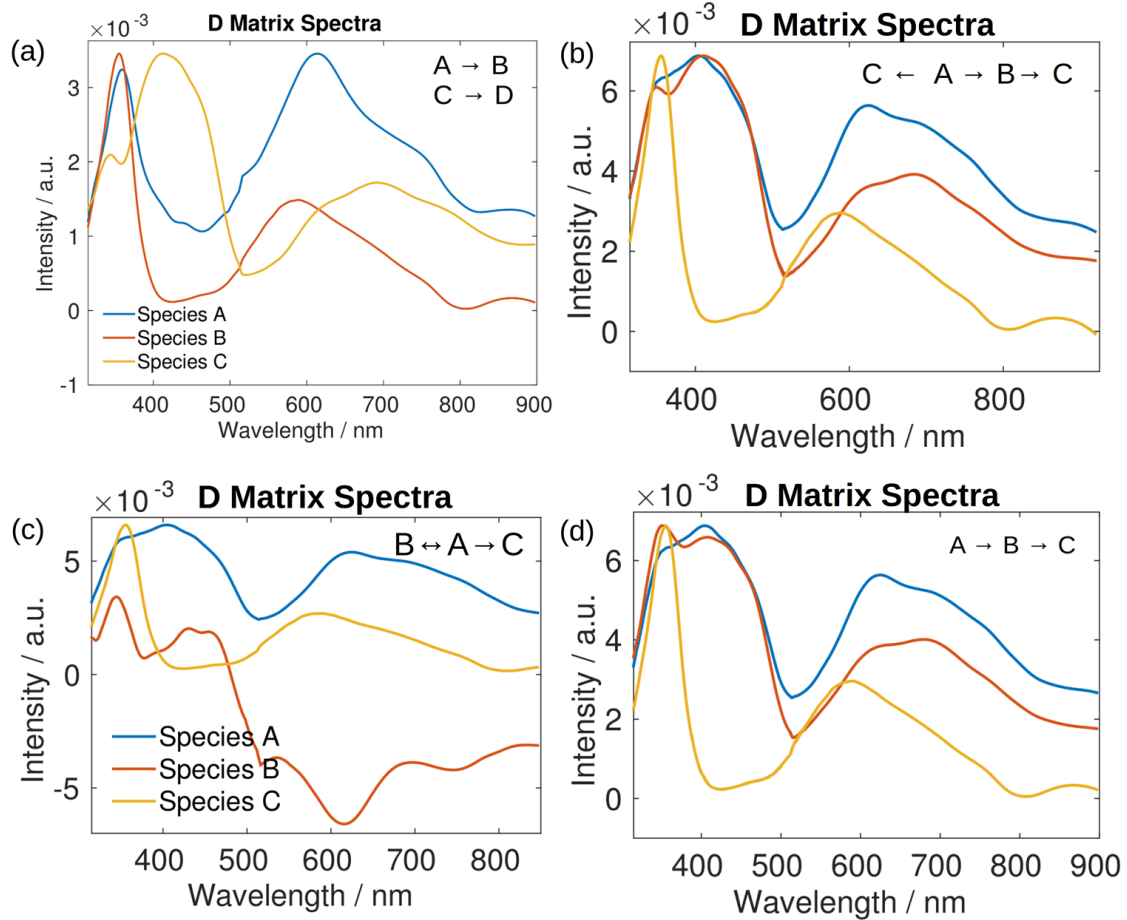 (a)
×10 -3
D Matrix Spectra
A → B
C → D
Intensity / a.u.
3
2
1
0
-1
Species A
Species B
Species C
400 500 600 700 800 900
Wavelength / nm
(b)
×10 -3
D Matrix Spectra
C ← A → B → C
Intensity / a.u.
6
4
2
0
400 600 800
Wavelength / nm
(c)
×10 -3
D Matrix Spectra
B ↔ A → C
Intensity / a.u.
5
0
-5
Species A
Species B
Species C
400 500 600 700 800
Wavelength / nm
(d)
×10 -3
D Matrix Spectra
A → B → C
Intensity / a.u.
6
4
2
0
400 500 600 700 800 900
Wavelength / nm